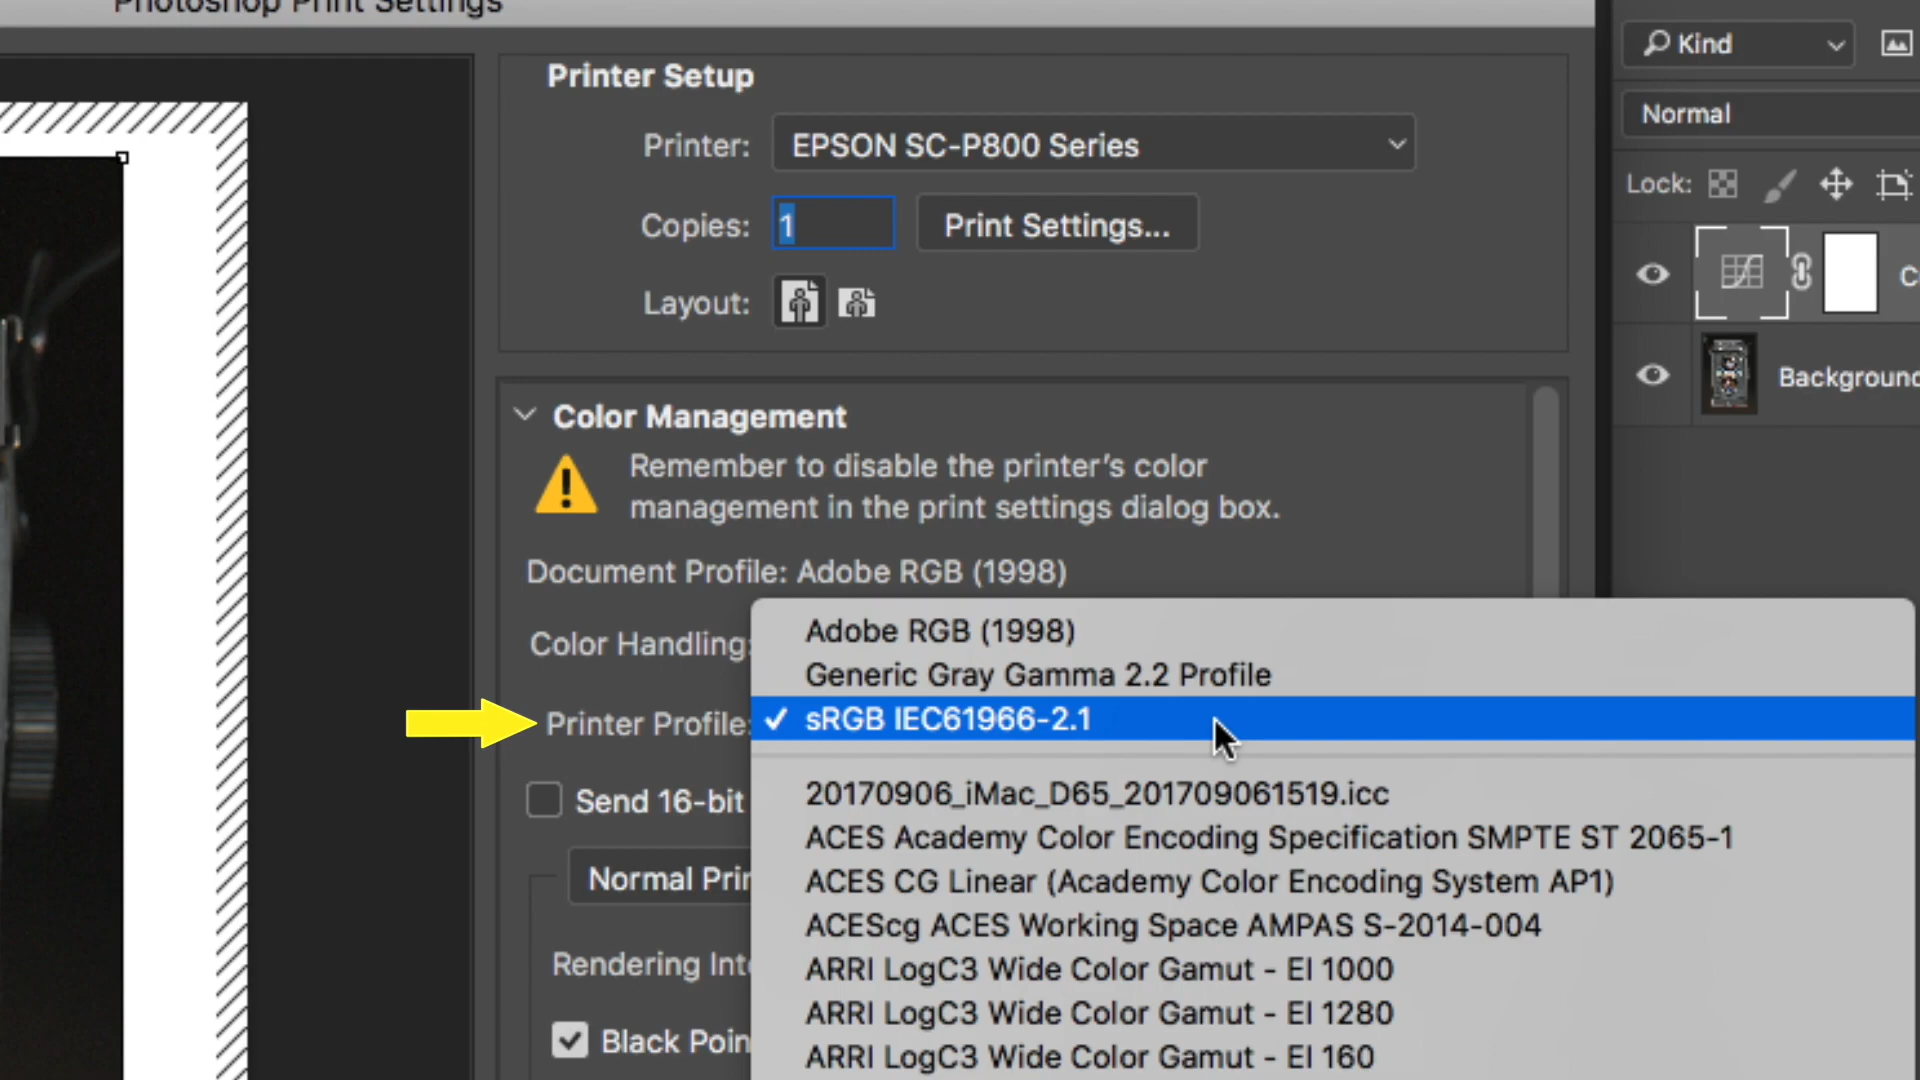 Photoshop Print Settings
Printer Setup
Printer: EPSON SC-P800 Series
Copies: 1 Print Settings...
Layout:
Color Management
Remember to disable the printer's color
management in the print settings dialog box.
Document Profile: Adobe RGB (1998)
Color Handling:
Printer Profile:
Adobe RGB (1998)
Generic Gray Gamma 2.2 Profile
✓ sRGB IEC61966-2.1
20170906_iMac_D65_201709061519.icc
ACES Academy Color Encoding Specification SMPTE ST 2065-1
ACES CG Linear (Academy Color Encoding System AP1)
ACEScg ACES Working Space AMPAS S-2014-004
ARRI LogC3 Wide Color Gamut - EI 1000
ARRI LogC3 Wide Color Gamut - EI 1280
ARRI LogC3 Wide Color Gamut - EI 160
Send 16-bit
Normal Prin
Rendering Inte
Black Poin
Kind
Normal
Lock:
C
Background